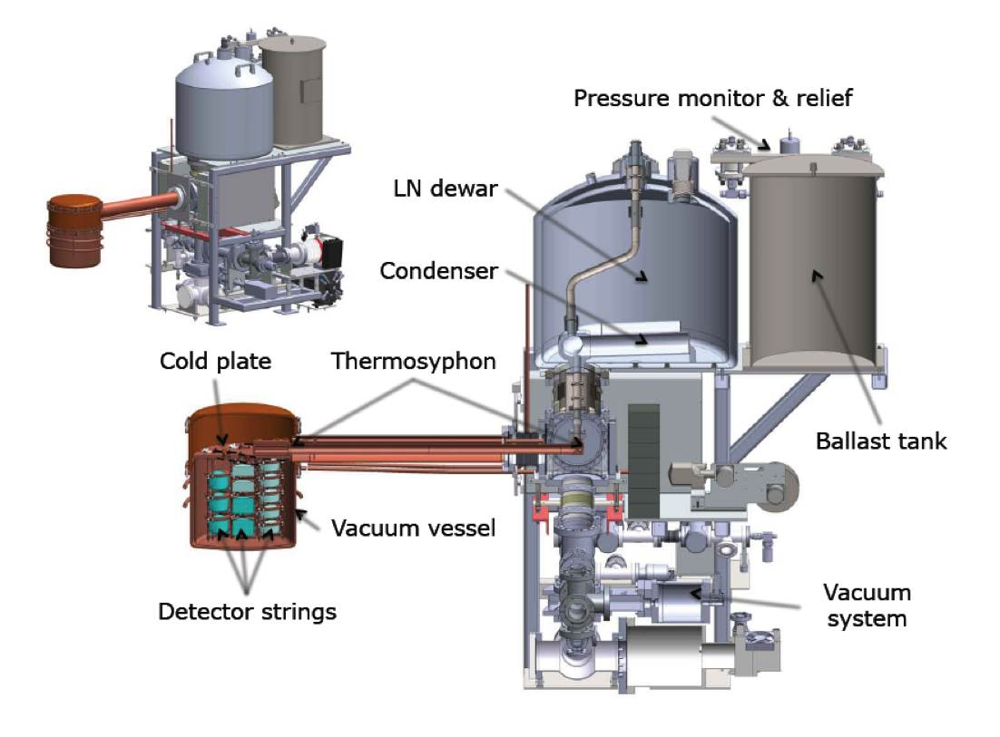 Pressure monitor & relief
LN dewar
Condenser
Cold plate
Thermosyphon
Ballast tank
Vacuum vessel
Detector strings
Vacuum
system